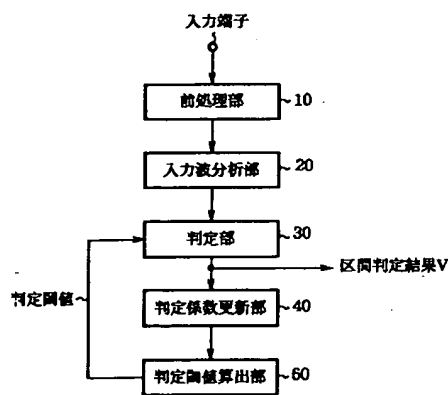 入力端子
前処理部 10
入力波分析部 20
判定部 30
区間判定結果V
判定閾値
判定係数更新部 40
判定閾値算出部 60